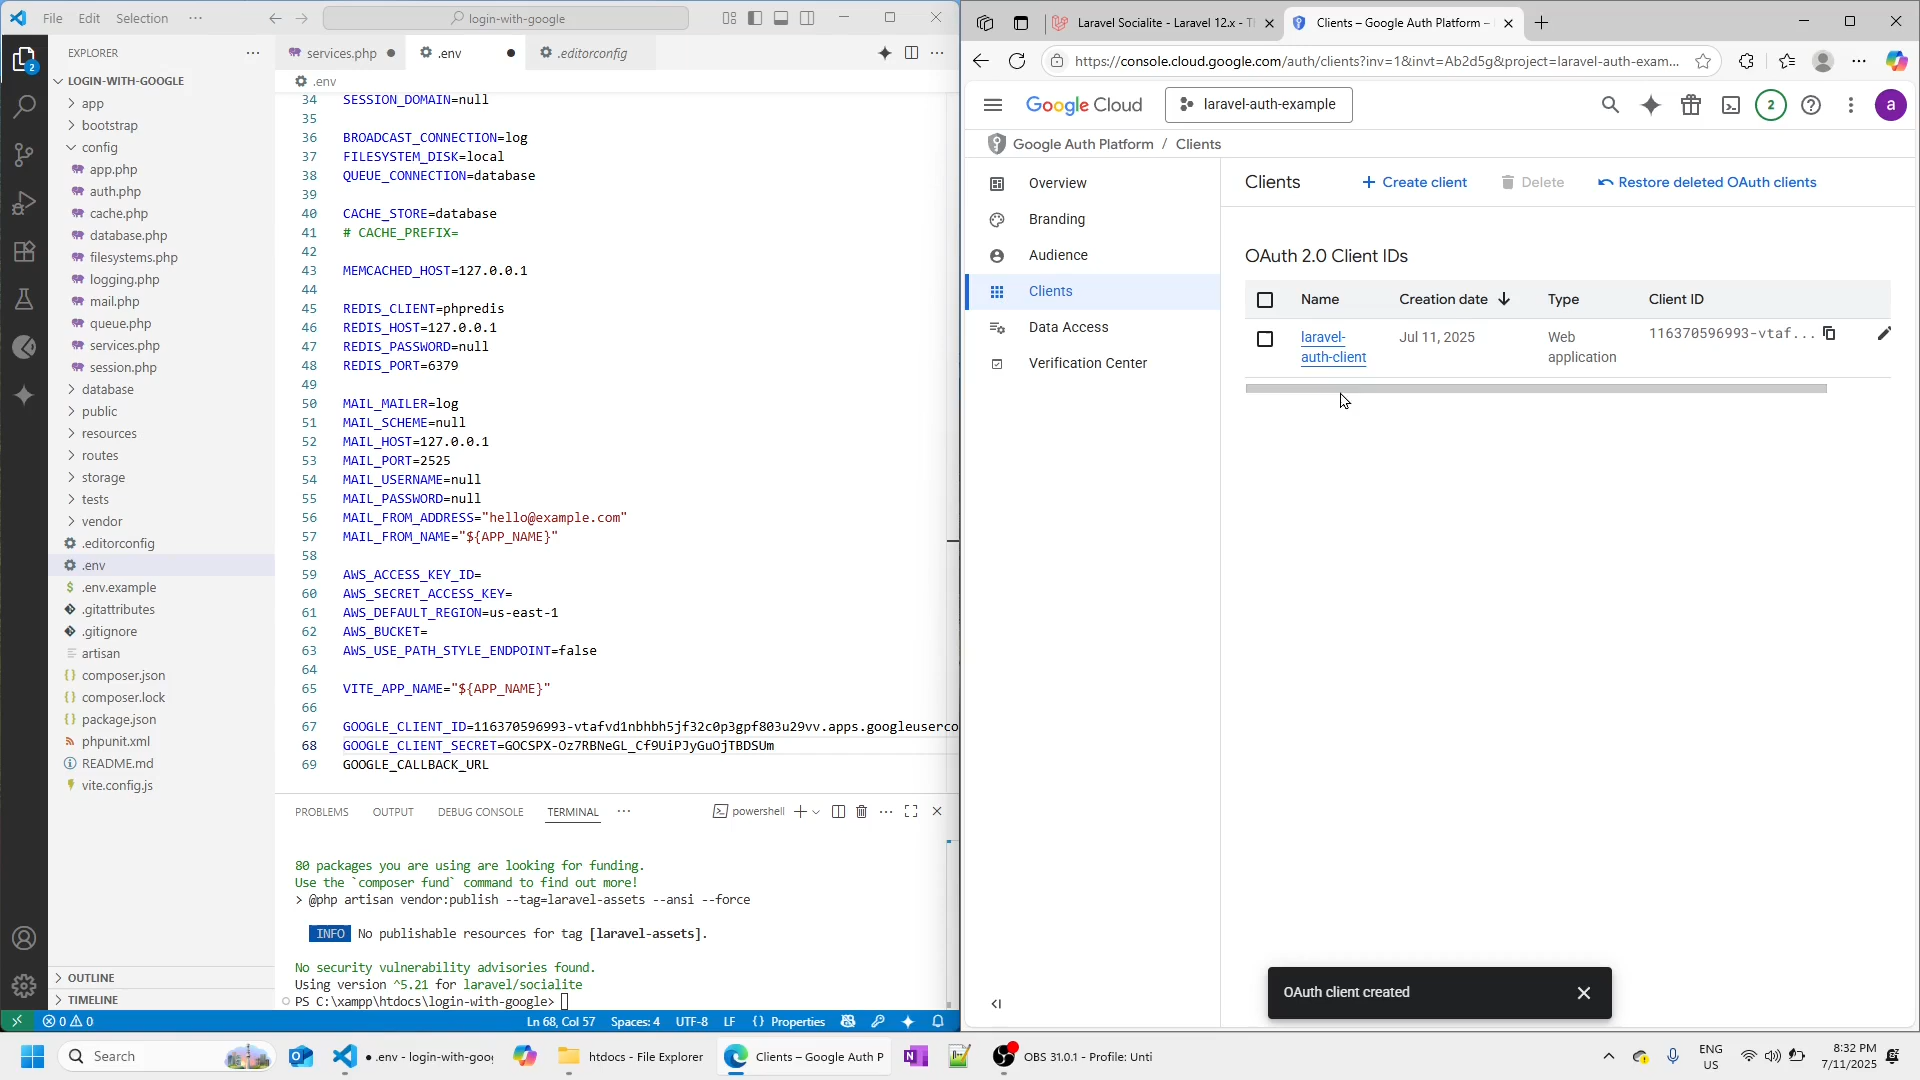 File Edit Selection ··· login-with-google
EXPLORER
LOGIN-WITH-GOOGLE
app
bootstrap
config
app.php
auth.php
cache.php
database.php
filesystems.php
logging.php
mail.php
queue.php
services.php
session.php
database
public
resources
routes
storage
tests
vendor
.editorconfig
.env
.env.example
.gitattributes
.gitignore
artisan
composer.json
composer.lock
package.json
phpunit.xml
README.md
vite.config.js
OUTLINE
TIMELINE
services.php .env .editorconfig
.env
34 SESSION_DOMAIN=null
35
36 BROADCAST_CONNECTION=log
37 FILESYSTEM_DISK=local
38 QUEUE_CONNECTION=database
39
40 CACHE_STORE=database
41 # CACHE_PREFIX=
42
43 MEMCACHED_HOST=127.0.0.1
44
45 REDIS_CLIENT=phpredis
46 REDIS_HOST=127.0.0.1
47 REDIS_PASSWORD=null
48 REDIS_PORT=6379
49
50 MAIL_MAILER=log
51 MAIL_SCHEME=null
52 MAIL_HOST=127.0.0.1
53 MAIL_PORT=2525
54 MAIL_USERNAME=null
55 MAIL_PASSWORD=null
56 MAIL_FROM_ADDRESS="hello@example.com"
57 MAIL_FROM_NAME="${APP_NAME}"
58
59 AWS_ACCESS_KEY_ID=
60 AWS_SECRET_ACCESS_KEY=
61 AWS_DEFAULT_REGION=us-east-1
62 AWS_BUCKET=
63 AWS_USE_PATH_STYLE_ENDPOINT=false
64
65 VITE_APP_NAME="${APP_NAME}"
66
67 GOOGLE_CLIENT_ID=116370596993-vtafvd1nbhbh5jf32c0p3gpf803u29vv.apps.googleuserco
68 GOOGLE_CLIENT_SECRET=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
69 GOOGLE_CALLBACK_URL
PROBLEMS OUTPUT DEBUG CONSOLE TERMINAL ··· powershell
80 packages you are using are looking for funding.
Use the `composer fund` command to find out more!
> @php artisan vendor:publish --tag=laravel-assets --ansi --force
INFO No publishable resources for tag [laravel-assets].
No security vulnerability advisories found.
Using version ^5.21 for laravel/socialite
PS C:\xampp\htdocs\login-with-google>
0 0 Ln 68, Col 57 Spaces: 4 UTF-8 LF {} Properties
Laravel Socialite - Laravel 12.x - Th
Clients – Google Auth Platform –
https://console.cloud.google.com/auth/clients?inv=1&invt=Ab2d5g&project=laravel-auth-exam...
Google Cloud laravel-auth-example 2 a
Google Auth Platform / Clients
Overview
Branding
Audience
Clients
Data Access
Verification Center
Clients + Create client Delete Restore deleted OAuth clients
OAuth 2.0 Client IDs
Name Creation date Type Client ID
laravel-auth-client Jul 11, 2025 Web application 116370596993-vtaf...
OAuth client created
Search
.env - login-with-goog
htdocs - File Explorer
Clients – Google Auth P
OBS 31.0.1 - Profile: Unti
ENG
US
8:32 PM
7/11/2025